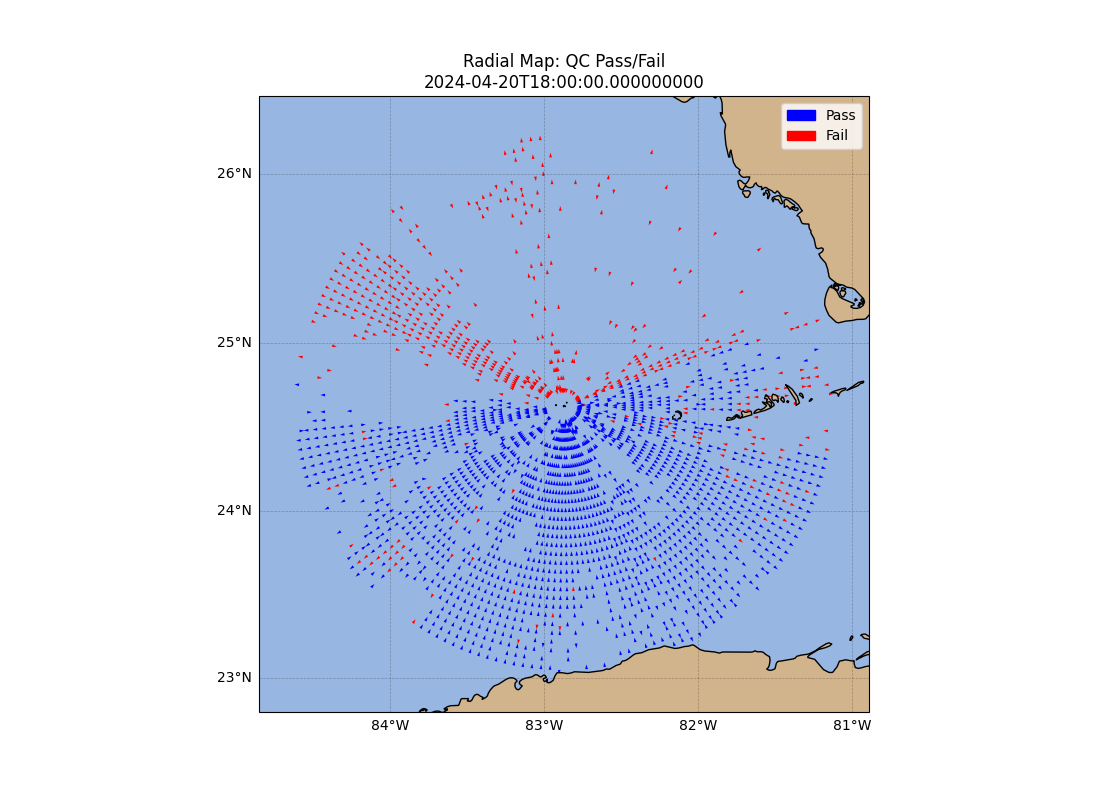 Radial Map: QC Pass/Fail
2024-04-20T18:00:00.000000000
Pass
Fail
26°N
25°N
24°N
23°N
84°W
83°W
82°W
81°W